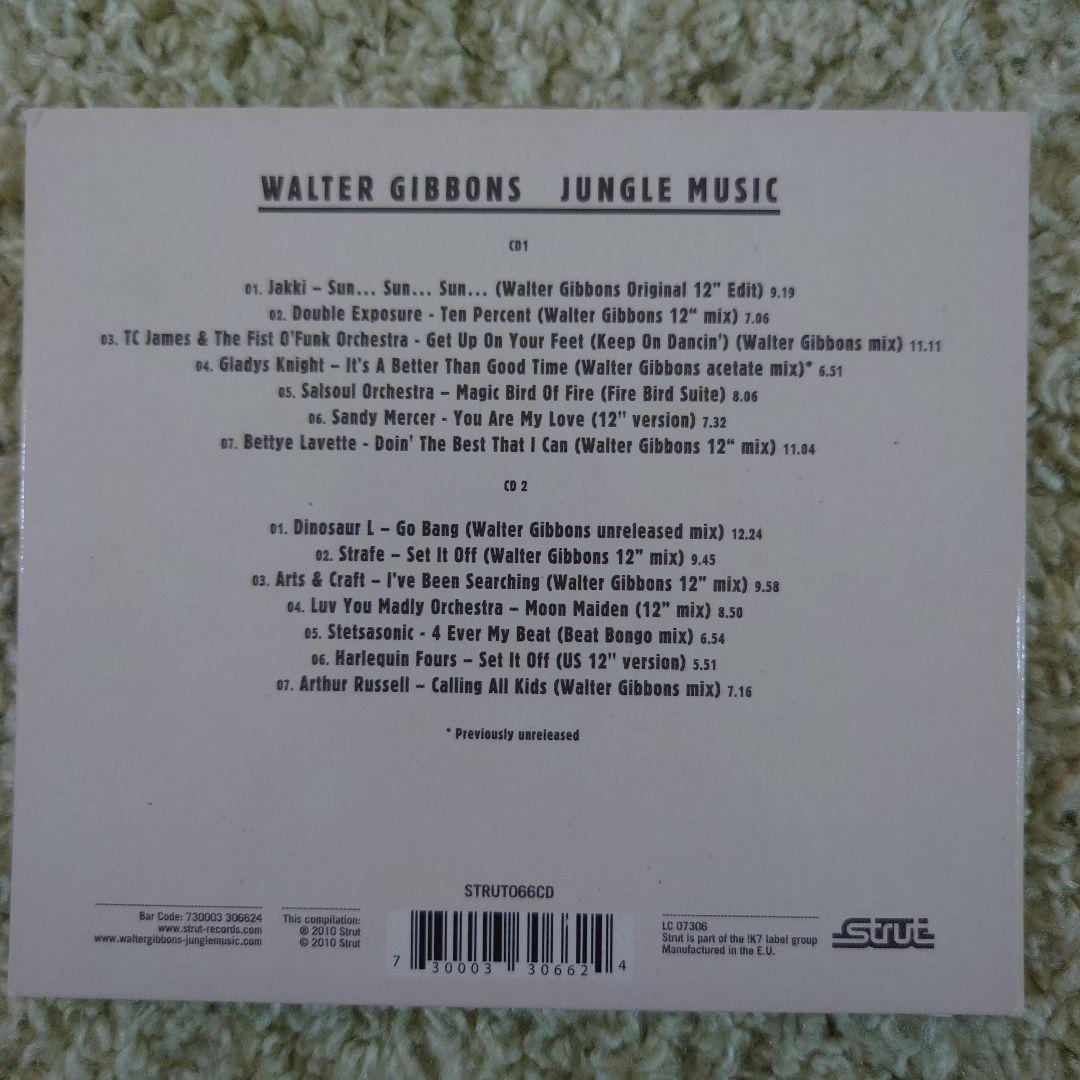 WALTER GIBBONS JUNGLE MUSIC
CD1
01. Jakki – Sun... Sun... Sun... (Walter Gibbons Original 12” Edit) 9.19
02. Double Exposure - Ten Percent (Walter Gibbons 12“ mix) 7.06
03. TC James & The Fist O'Funk Orchestra - Get Up On Your Feet (Keep On Dancin') (Walter Gibbons mix) 11.11
04. Gladys Knight – It's A Better Than Good Time (Walter Gibbons acetate mix)* 6.51
05. Salsoul Orchestra – Magic Bird Of Fire (Fire Bird Suite) 8.06
06. Sandy Mercer - You Are My Love (12" version) 7.32
07. Bettye Lavette - Doin' The Best That I Can (Walter Gibbons 12“ mix) 11.04
CD 2
01. Dinosaur L – Go Bang (Walter Gibbons unreleased mix) 12.24
02. Strafe – Set It Off (Walter Gibbons 12” mix) 9.45
03. Arts & Craft – I've Been Searching (Walter Gibbons 12” mix) 9.58
04. Luv You Madly Orchestra – Moon Maiden (12” mix) 8.50
05. Stetsasonic - 4 Ever My Beat (Beat Bongo mix) 6.54
06. Harlequin Fours – Set It Off (US 12" version) 5.51
07. Arthur Russell – Calling All Kids (Walter Gibbons mix) 7.16
* Previously unreleased
STRUT066CD
Bar Code: 730003 306624
www.strut-records.com
www.waltergibbons-junglemusic.com
This compilation:
℗ 2010 Strut
© 2010 Strut
7 30003 30662 4
LC 07306
Strut is part of the !K7 label group
Manufactured in the E.U.
Strut